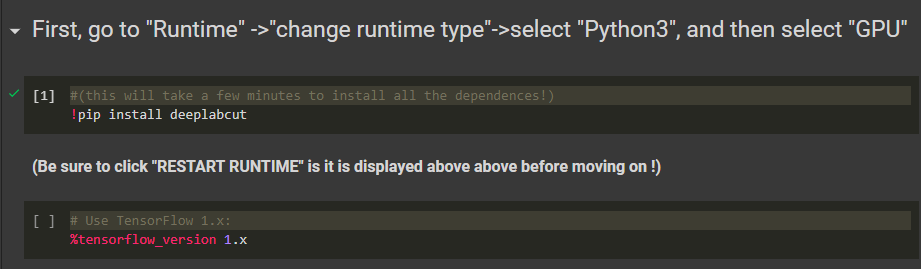 First, go to "Runtime" ->"change runtime type"->select "Python3", and then select "GPU"
[1] #(this will take a few minutes to install all the dependences!)
!pip install deeplabcut
(Be sure to click "RESTART RUNTIME" is it is displayed above above before moving on !)
[ ] # Use TensorFlow 1.x:
%tensorflow_version 1.x